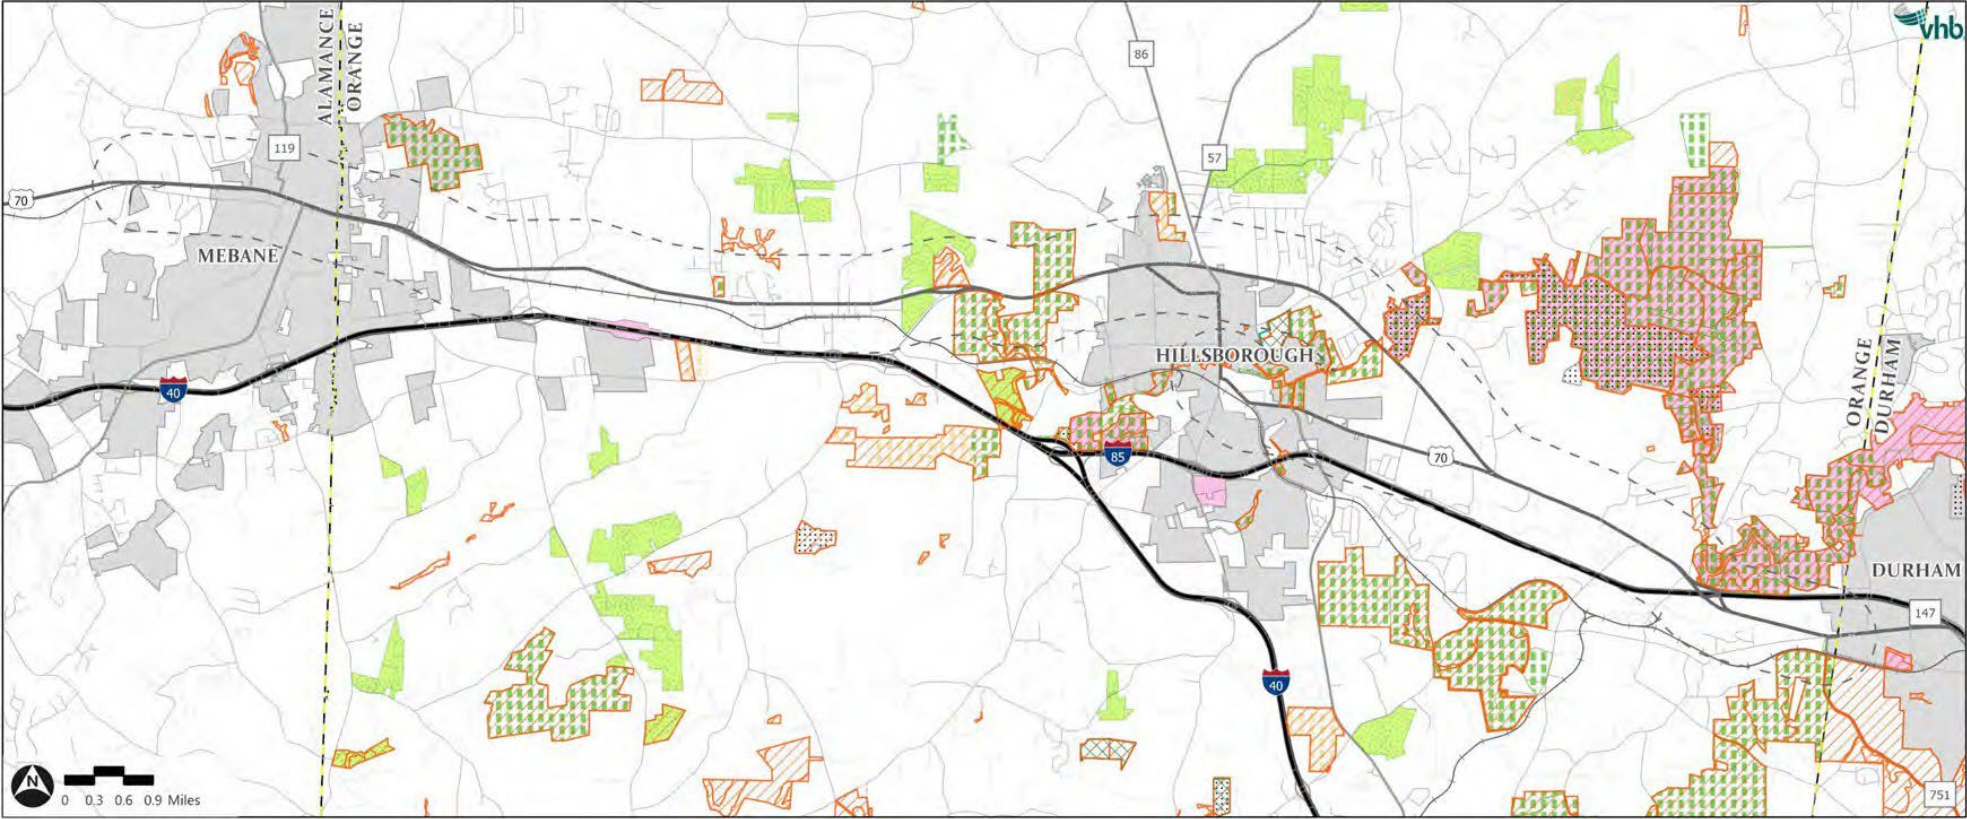 vhb
ALAMANCE
ORANGE
86
119
57
70
MEBANE
HILLSBOROUGH
ORANGE
DURHAM
40
85
70
DURHAM
147
40
751
N
0 0.3 0.6 0.9 Miles